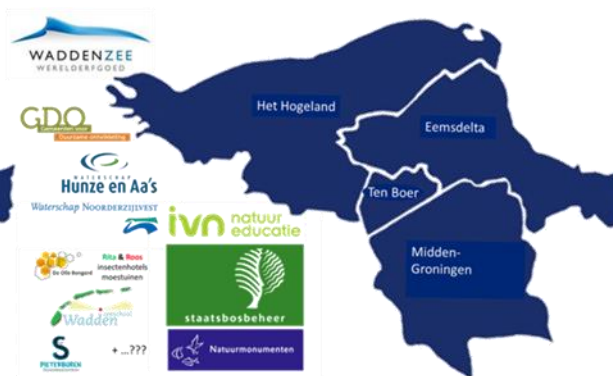 WADDENZEE
WERELDERFGOED
GDO
Gemeenten voor
Duurzame ontwikkeling
WATERSCHAP
Hunze en Aa's
Waterschap NOORDERZIJLVEST
ivn natuur
educatie
De Olle Bongerd
Rita & Roos
insectenhotels
moestuinen
Wadden
staatsbosbeheer
PIETERBUREN
+ ...???
Natuurmonumenten
Het Hogeland
Eemsdelta
Ten Boer
Midden-
Groningen